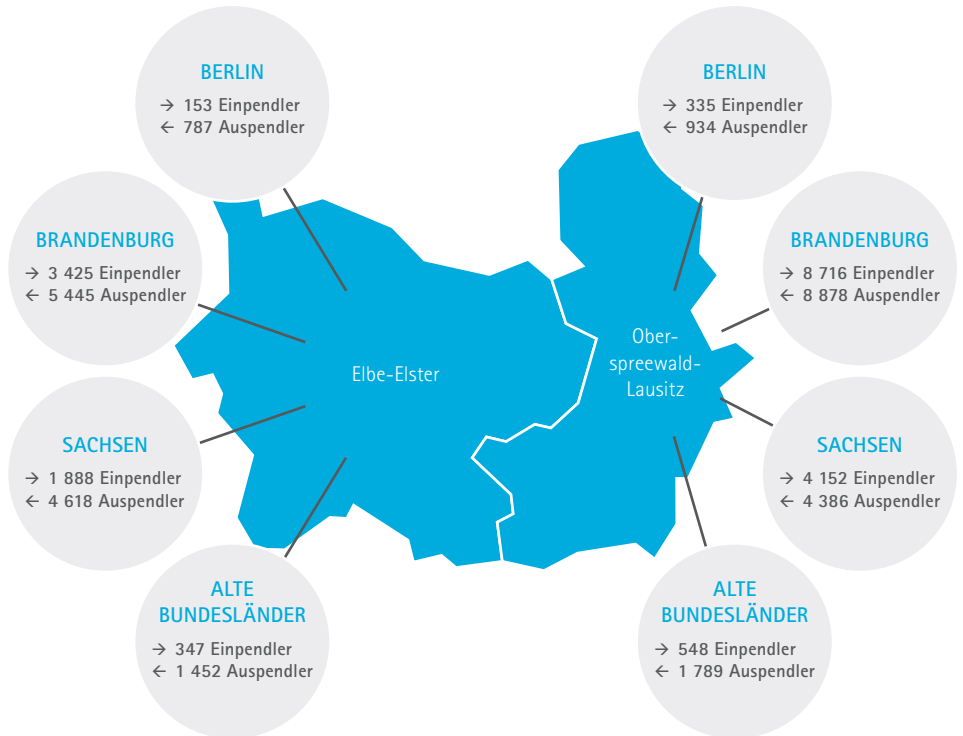 BERLIN
→ 153 Einpendler
← 787 Auspendler
BRANDENBURG
→ 3 425 Einpendler
← 5 445 Auspendler
SACHSEN
→ 1 888 Einpendler
← 4 618 Auspendler
ALTE
BUNDESLÄNDER
→ 347 Einpendler
← 1 452 Auspendler
Elbe-Elster
Ober-
spreewald-
Lausitz
BERLIN
→ 335 Einpendler
← 934 Auspendler
BRANDENBURG
→ 8 716 Einpendler
← 8 878 Auspendler
SACHSEN
→ 4 152 Einpendler
← 4 386 Auspendler
ALTE
BUNDESLÄNDER
→ 548 Einpendler
← 1 789 Auspendler